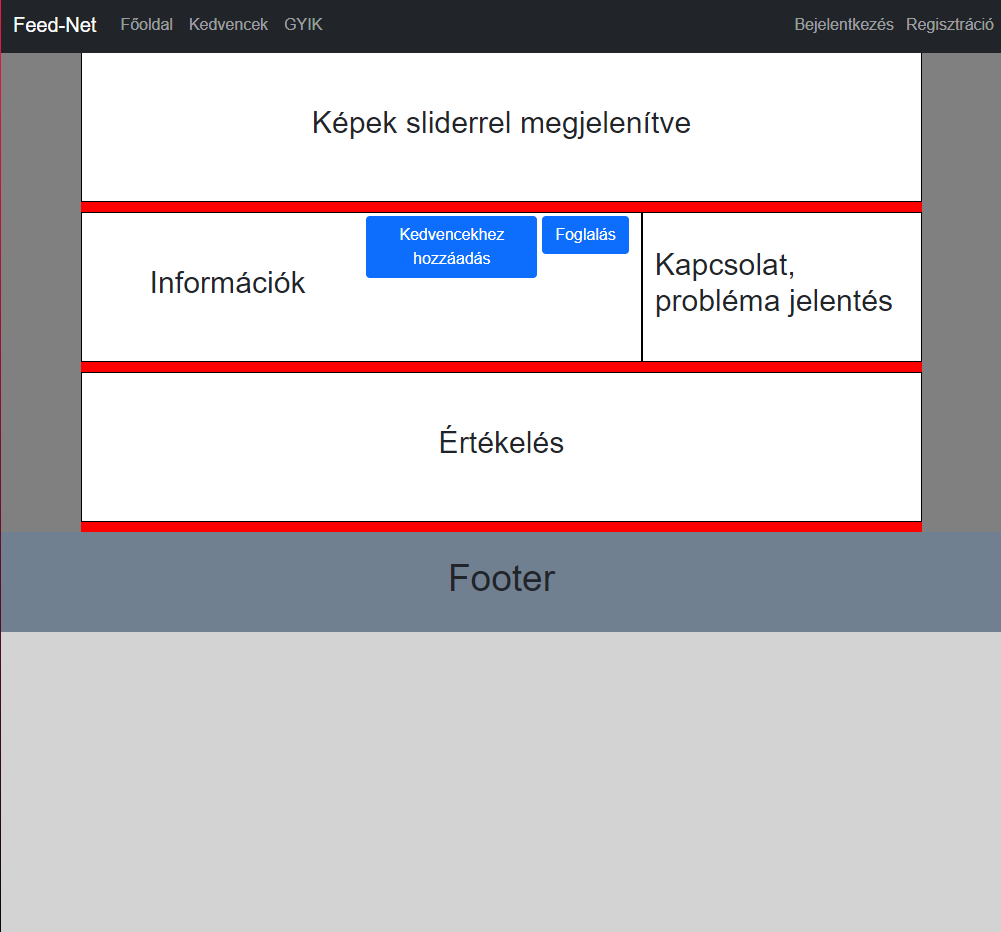 Feed-Net Főoldal Kedvencek GYIK Bejelentkezés Regisztráció
Képek sliderrel megjelenítve
Információk
Kedvencekhez
hozzáadás
Foglalás
Kapcsolat,
probléma jelentés
Értékelés
Footer